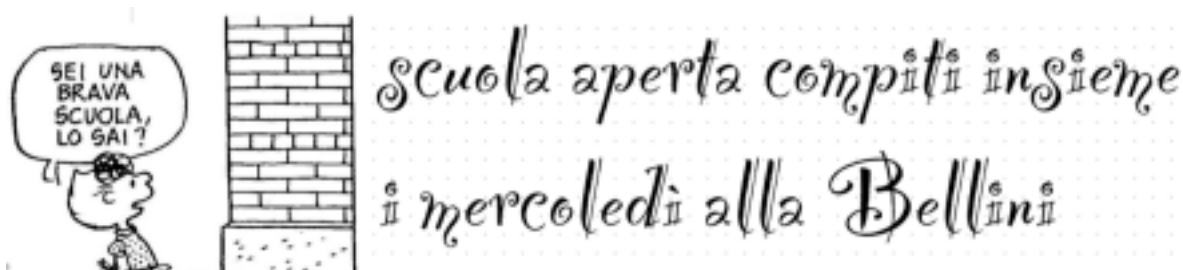 SEI UNA
BRAVA
SCUOLA,
LO SAI?
scuola aperta compiti insieme
i mercoledì alla Bellini